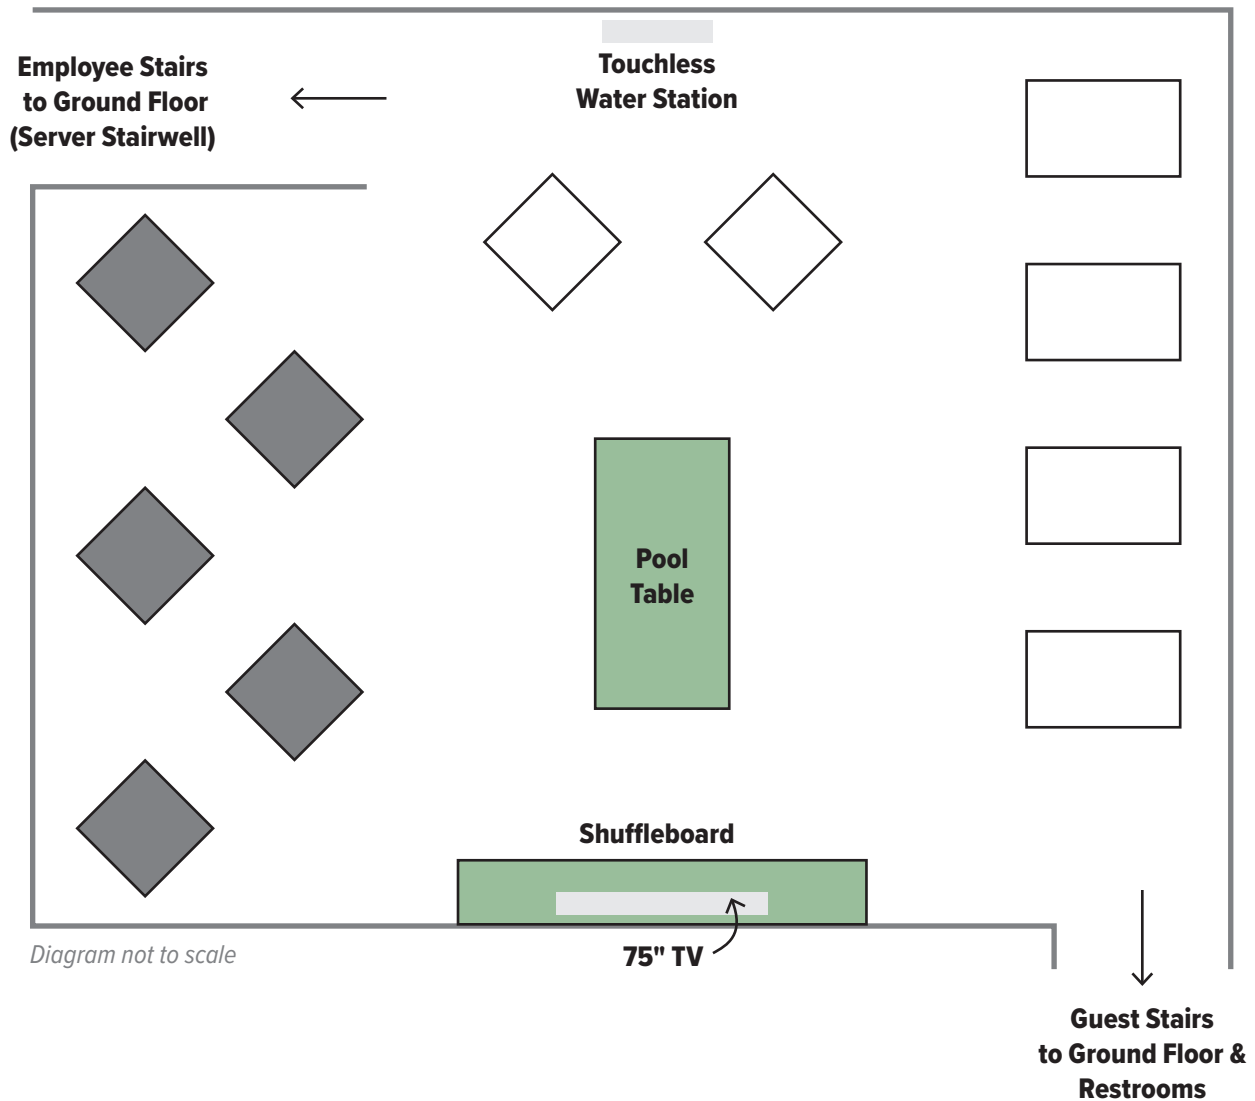 Employee Stairs
to Ground Floor
(Server Stairwell)
Touchless
Water Station
Pool
Table
Shuffleboard
75" TV
Diagram not to scale
Guest Stairs
to Ground Floor &
Restrooms